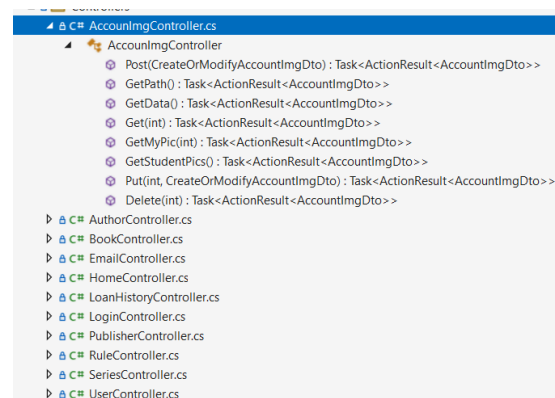 Controllers
C# AccounImgController.cs
AccounImgController
Post(CreateOrModifyAccountImgDto) : Task<ActionResult<AccountImgDto>>
GetPath() : Task<ActionResult<AccountImgDto>>
GetData() : Task<ActionResult<AccountImgDto>>
Get(int) : Task<ActionResult<AccountImgDto>>
GetMyPic(int) : Task<ActionResult<AccountImgDto>>
GetStudentPics() : Task<ActionResult<AccountImgDto>>
Put(int, CreateOrModifyAccountImgDto) : Task<ActionResult<AccountImgDto>>
Delete(int) : Task<ActionResult<AccountImgDto>>
C# AuthorController.cs
C# BookController.cs
C# EmailController.cs
C# HomeController.cs
C# LoanHistoryController.cs
C# LoginController.cs
C# PublisherController.cs
C# RuleController.cs
C# SeriesController.cs
C# UserController.cs